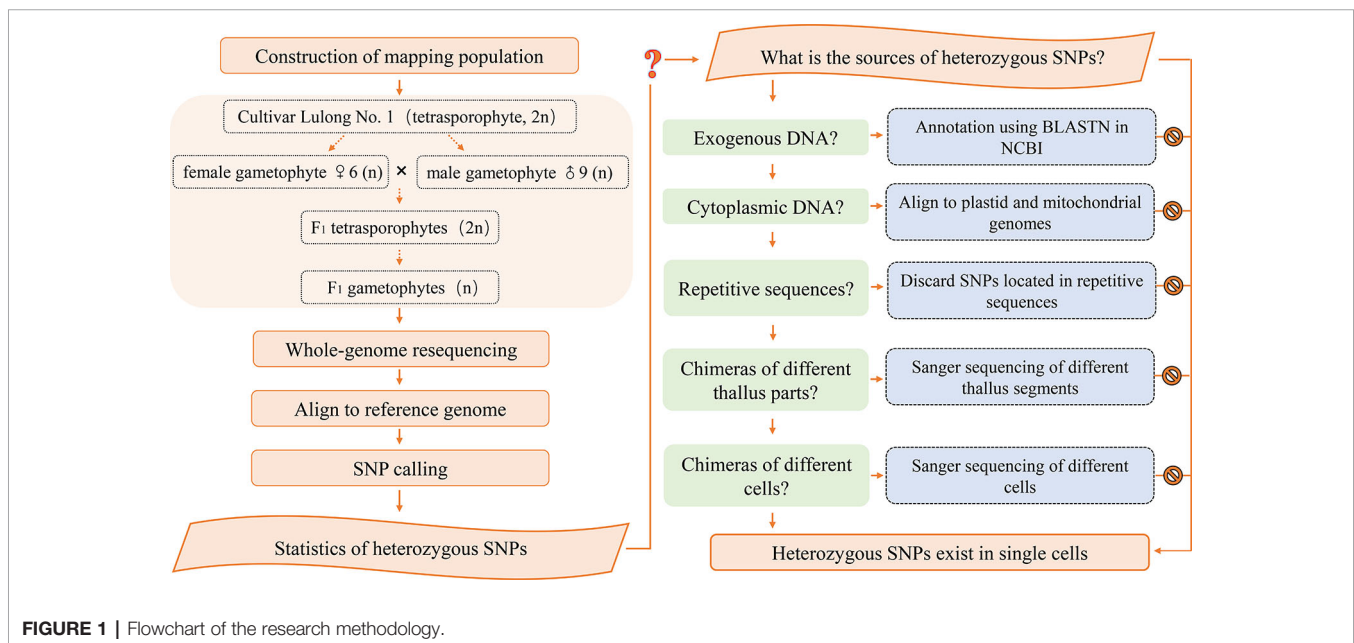 Construction of mapping population
Cultivar Lulong No. 1 (tetrasporophyte, 2n)
female gametophyte ♀ 6 (n) × male gametophyte ♂ 9 (n)
F1 tetrasporophytes (2n)
F1 gametophytes (n)
Whole-genome resequencing
Align to reference genome
SNP calling
Statistics of heterozygous SNPs
?
What is the sources of heterozygous SNPs?
Exogenous DNA?
Annotation using BLASTN in
NCBI
Cytoplasmic DNA?
Align to plastid and mitochondrial
genomes
Repetitive sequences?
Discard SNPs located in repetitive
sequences
Chimeras of different
thallus parts?
Sanger sequencing of different
thallus segments
Chimeras of different
cells?
Sanger sequencing of different
cells
Heterozygous SNPs exist in single cells
FIGURE 1 | Flowchart of the research methodology.